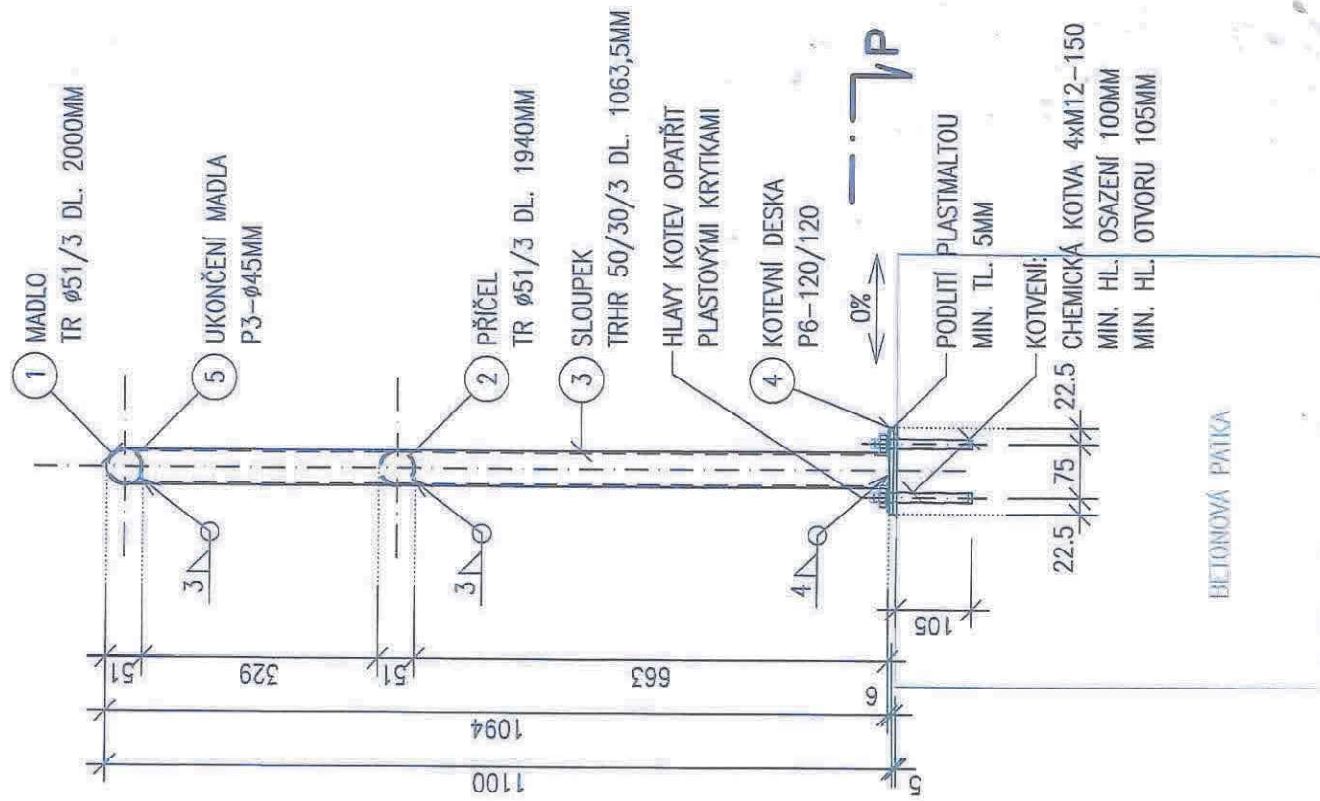 1 MADLO
TR ø51/3 DL. 2000MM
5 UKONČENÍ MADLA
P3-ø45MM
2 PŘÍČEL
TR ø51/3 DL. 1940MM
3 SLOUPEK
TRHR 50/30/3 DL. 1063,5MM
HLAVY KOTEV OPATŘIT
PLASTOVÝMI KRYTKAMI
4 KOTEVNÍ DESKA
P6-120/120
P
0%
PODLITÍ PLASTMALTOU
MIN. TL. 5MM
KOTVENÍ:
CHEMICKÁ KOTVA 4xM12-150
MIN. HL. OSAZENÍ 100MM
MIN. HL. OTVORU 105MM
3
3
4
51
329
51
663
6
1094
1100
5
105
22.5
75
22.5
BETONOVÁ PATKA